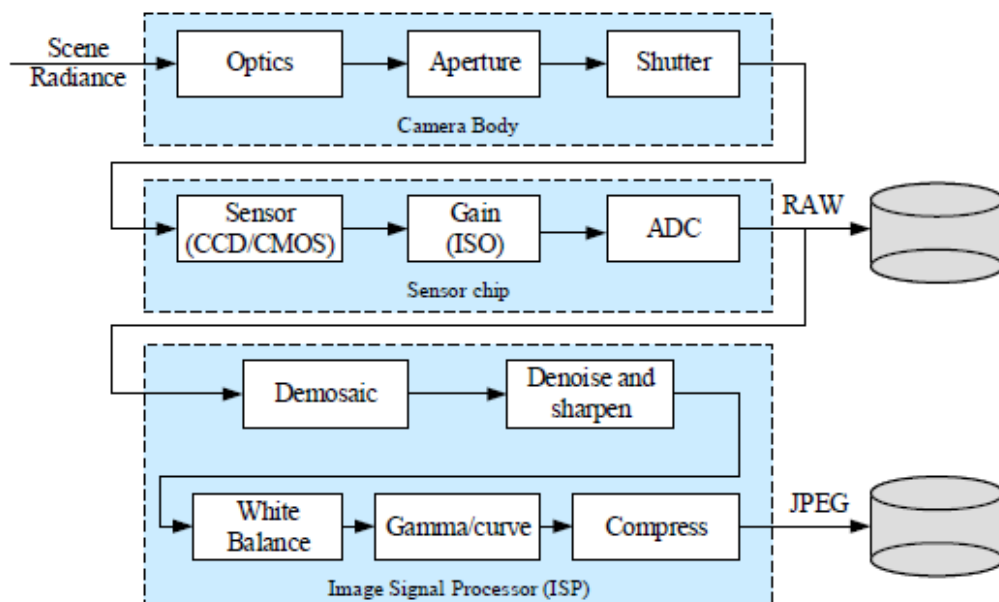 Scene
Radiance
Optics
Aperture
Shutter
Camera Body
Sensor
(CCD/CMOS)
Gain
(ISO)
ADC
RAW
Sensor chip
Demosaic
Denoise and
sharpen
White
Balance
Gamma/curve
Compress
JPEG
Image Signal Processor (ISP)